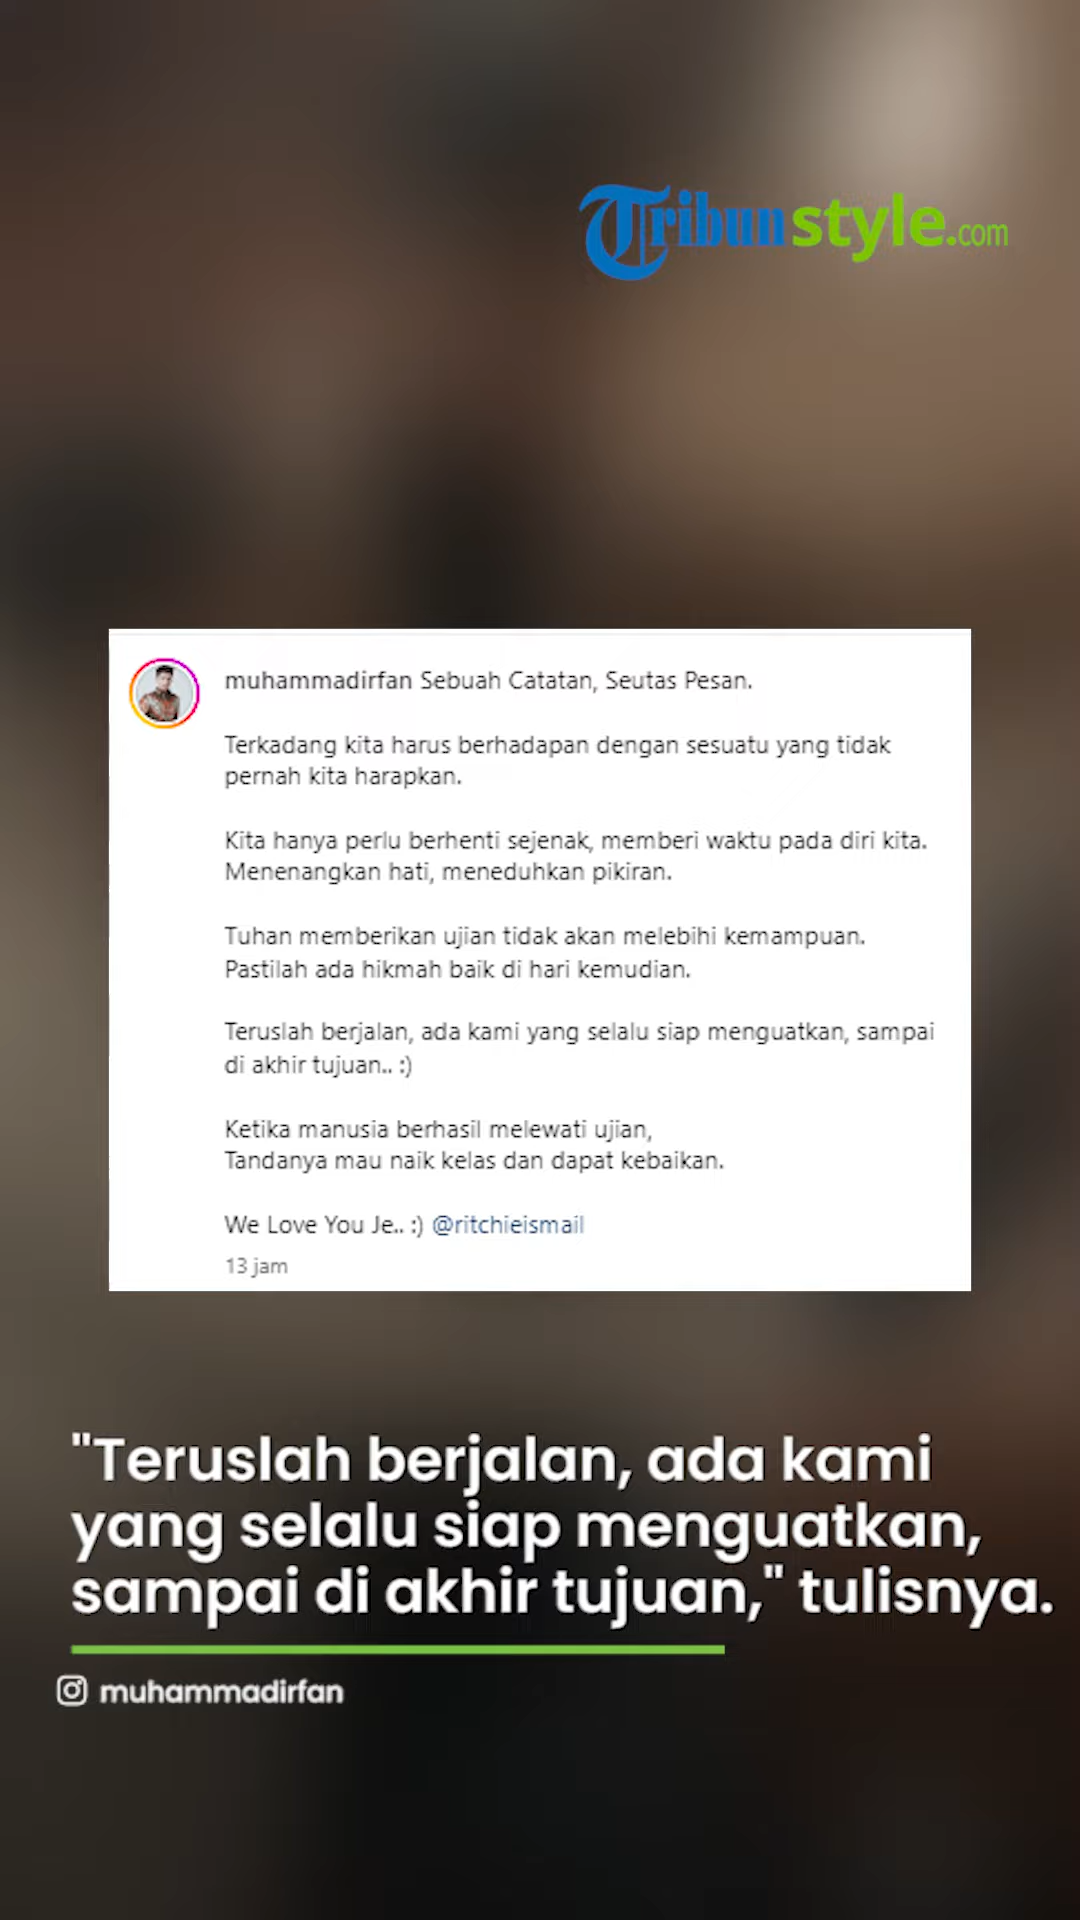 Tribunstyle.com
muhammadirfan Sebuah Catatan, Seutas Pesan.
Terkadang kita harus berhadapan dengan sesuatu yang tidak
pernah kita harapkan.
Kita hanya perlu berhenti sejenak, memberi waktu pada diri kita.
Menenangkan hati, meneduhkan pikiran.
Tuhan memberikan ujian tidak akan melebihi kemampuan.
Pastilah ada hikmah baik di hari kemudian.
Teruslah berjalan, ada kami yang selalu siap menguatkan, sampai
di akhir tujuan.. :)
Ketika manusia berhasil melewati ujian,
Tandanya mau naik kelas dan dapat kebaikan.
We Love You Je.. :) @ritchieismail
13 jam
"Teruslah berjalan, ada kami
yang selalu siap menguatkan,
sampai di akhir tujuan," tulisnya.
muhammadirfan